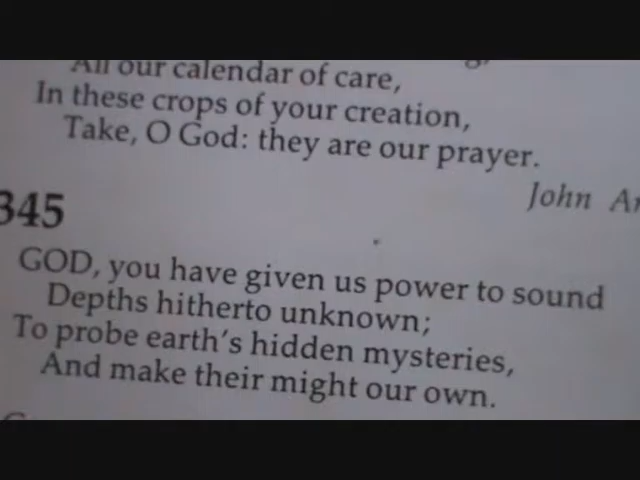 All our calendar of care,
In these crops of your creation,
Take, O God: they are our prayer.
John
345
GOD, you have given us power to sound
Depths hitherto unknown;
To probe earth's hidden mysteries,
And make their might our own.